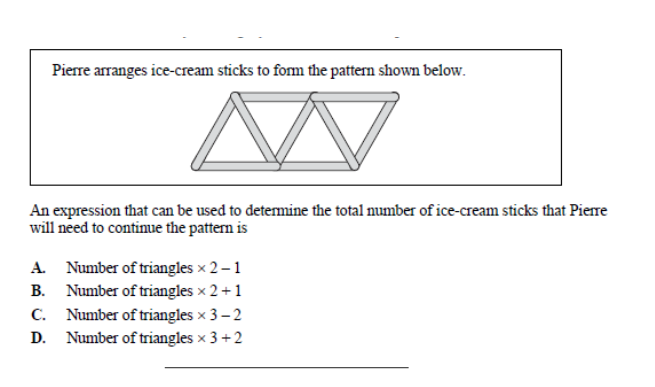 Pierre arranges ice-cream sticks to form the pattern shown below.
An expression that can be used to determine the total number of ice-cream sticks that Pierre
will need to continue the pattern is
A. Number of triangles × 2 – 1
B. Number of triangles × 2 + 1
C. Number of triangles × 3 – 2
D. Number of triangles × 3 + 2